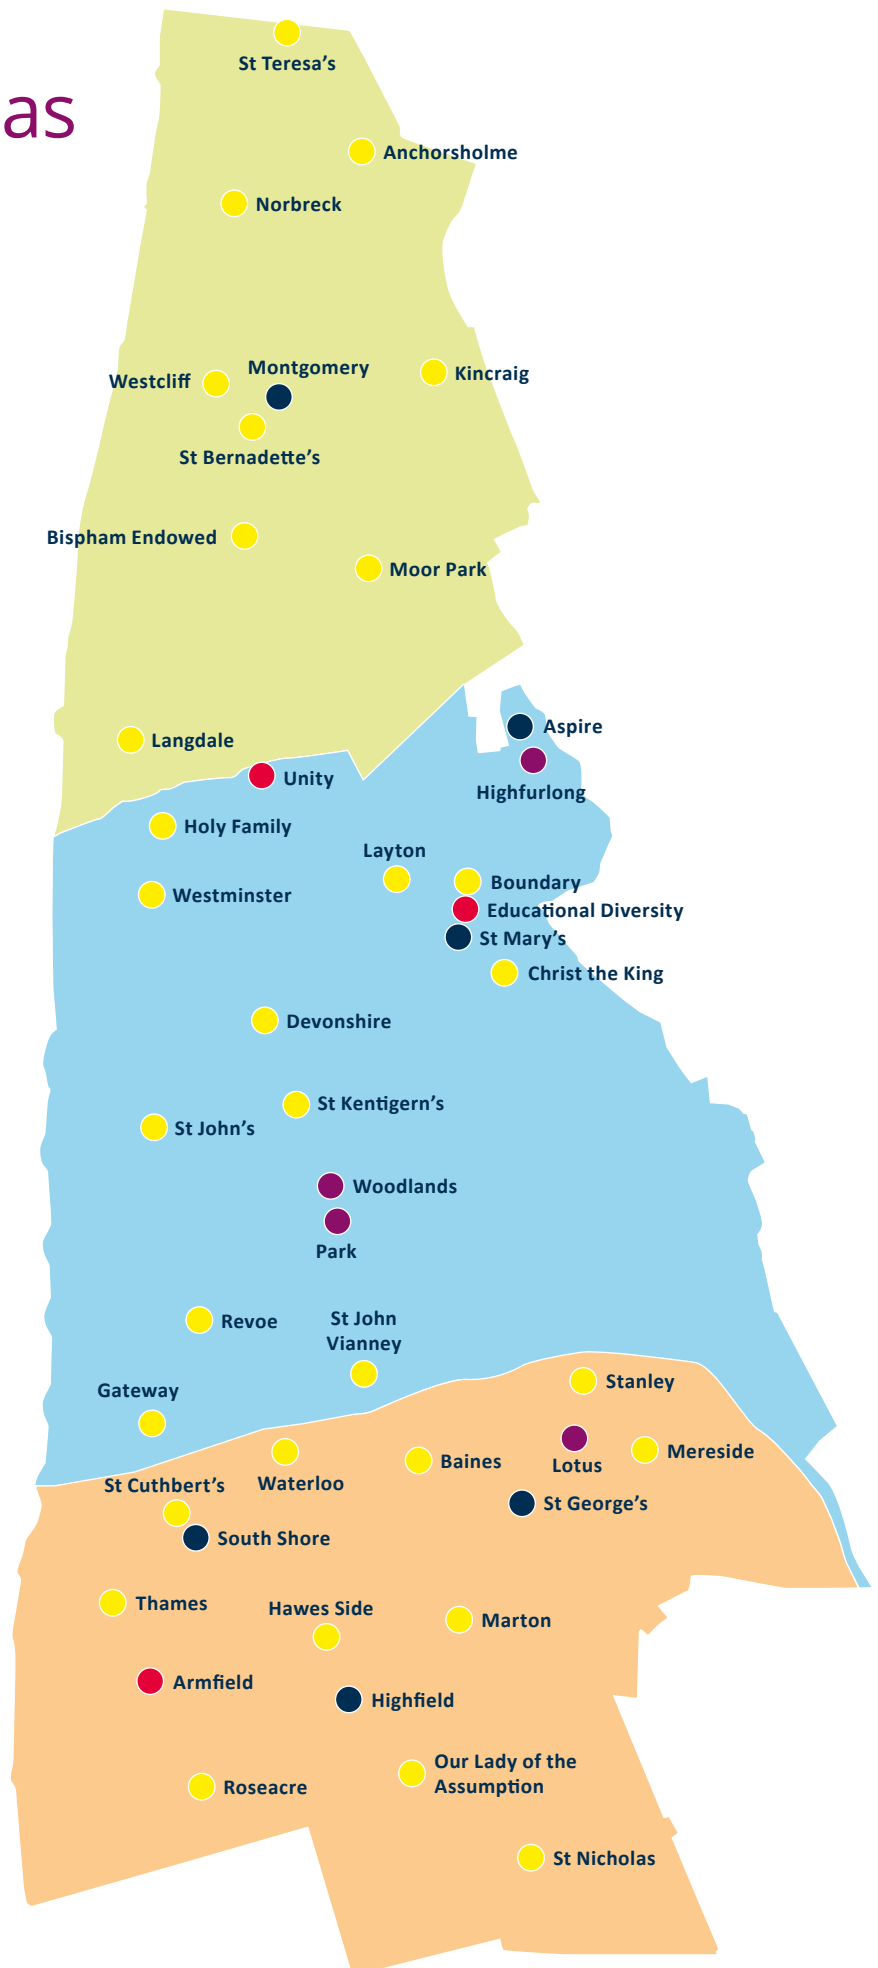 as
St Teresa's
Anchorsholme
Norbreck
Montgomery
Westcliff
Kincraig
St Bernadette's
Bispham Endowed
Moor Park
Aspire
Langdale
Unity
Highfurlong
Holy Family
Layton
Boundary
Westminster
Educational Diversity
St Mary's
Christ the King
Devonshire
St Kentigern's
St John's
Woodlands
Park
Revoe
St John
Vianney
Stanley
Gateway
Mereside
Baines
Lotus
Waterloo
St Cuthbert's
St George's
South Shore
Thames
Hawes Side
Marton
Armfield
Highfield
Our Lady of the
Assumption
Roseacre
St Nicholas